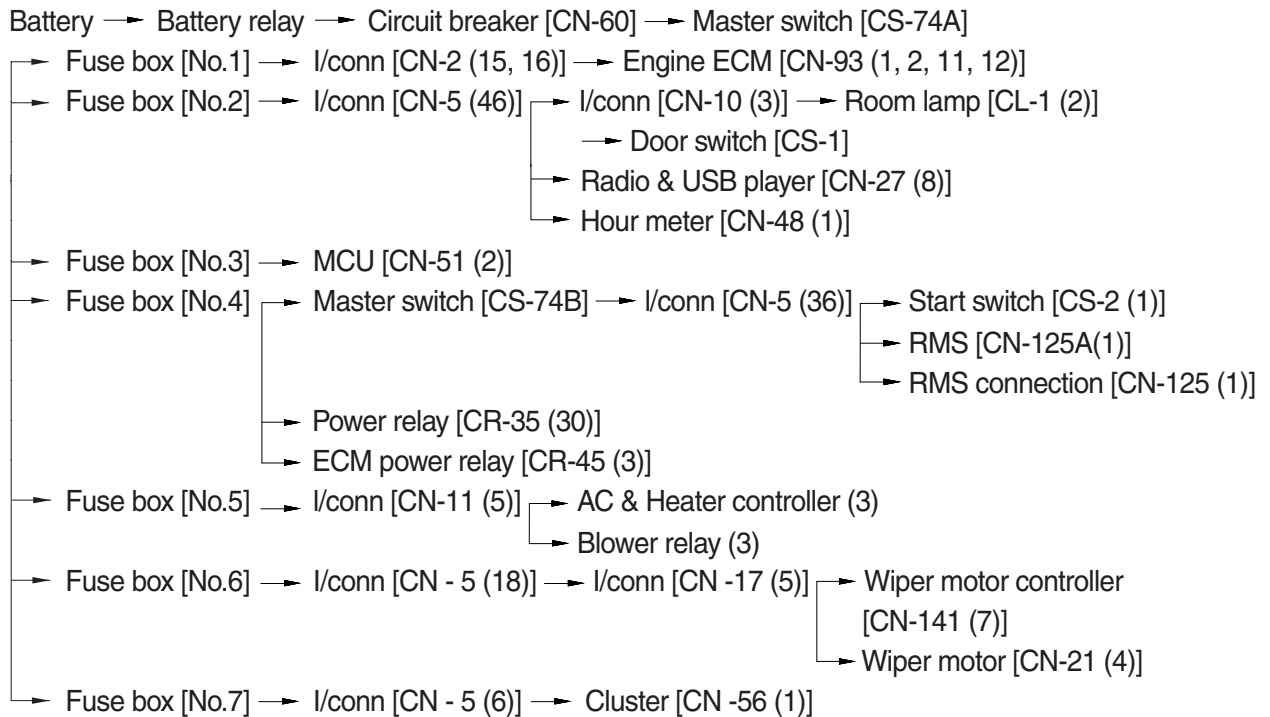 Battery → Battery relay → Circuit breaker [CN-60] → Master switch [CS-74A]
→ Fuse box [No.1] → I/conn [CN-2 (15, 16)] → Engine ECM [CN-93 (1, 2, 11, 12)]
→ Fuse box [No.2] → I/conn [CN-5 (46)] → I/conn [CN-10 (3)] → Room lamp [CL-1 (2)]
→ Door switch [CS-1]
→ Radio & USB player [CN-27 (8)]
→ Hour meter [CN-48 (1)]
→ Fuse box [No.3] → MCU [CN-51 (2)]
→ Fuse box [No.4] → Master switch [CS-74B] → I/conn [CN-5 (36)] → Start switch [CS-2 (1)]
→ RMS [CN-125A(1)]
→ RMS connection [CN-125 (1)]
→ Power relay [CR-35 (30)]
→ ECM power relay [CR-45 (3)]
→ Fuse box [No.5] → I/conn [CN-11 (5)] → AC & Heater controller (3)
→ Blower relay (3)
→ Fuse box [No.6] → I/conn [CN - 5 (18)] → I/conn [CN -17 (5)] → Wiper motor controller
[CN-141 (7)]
→ Wiper motor [CN-21 (4)]
→ Fuse box [No.7] → I/conn [CN - 5 (6)] → Cluster [CN -56 (1)]